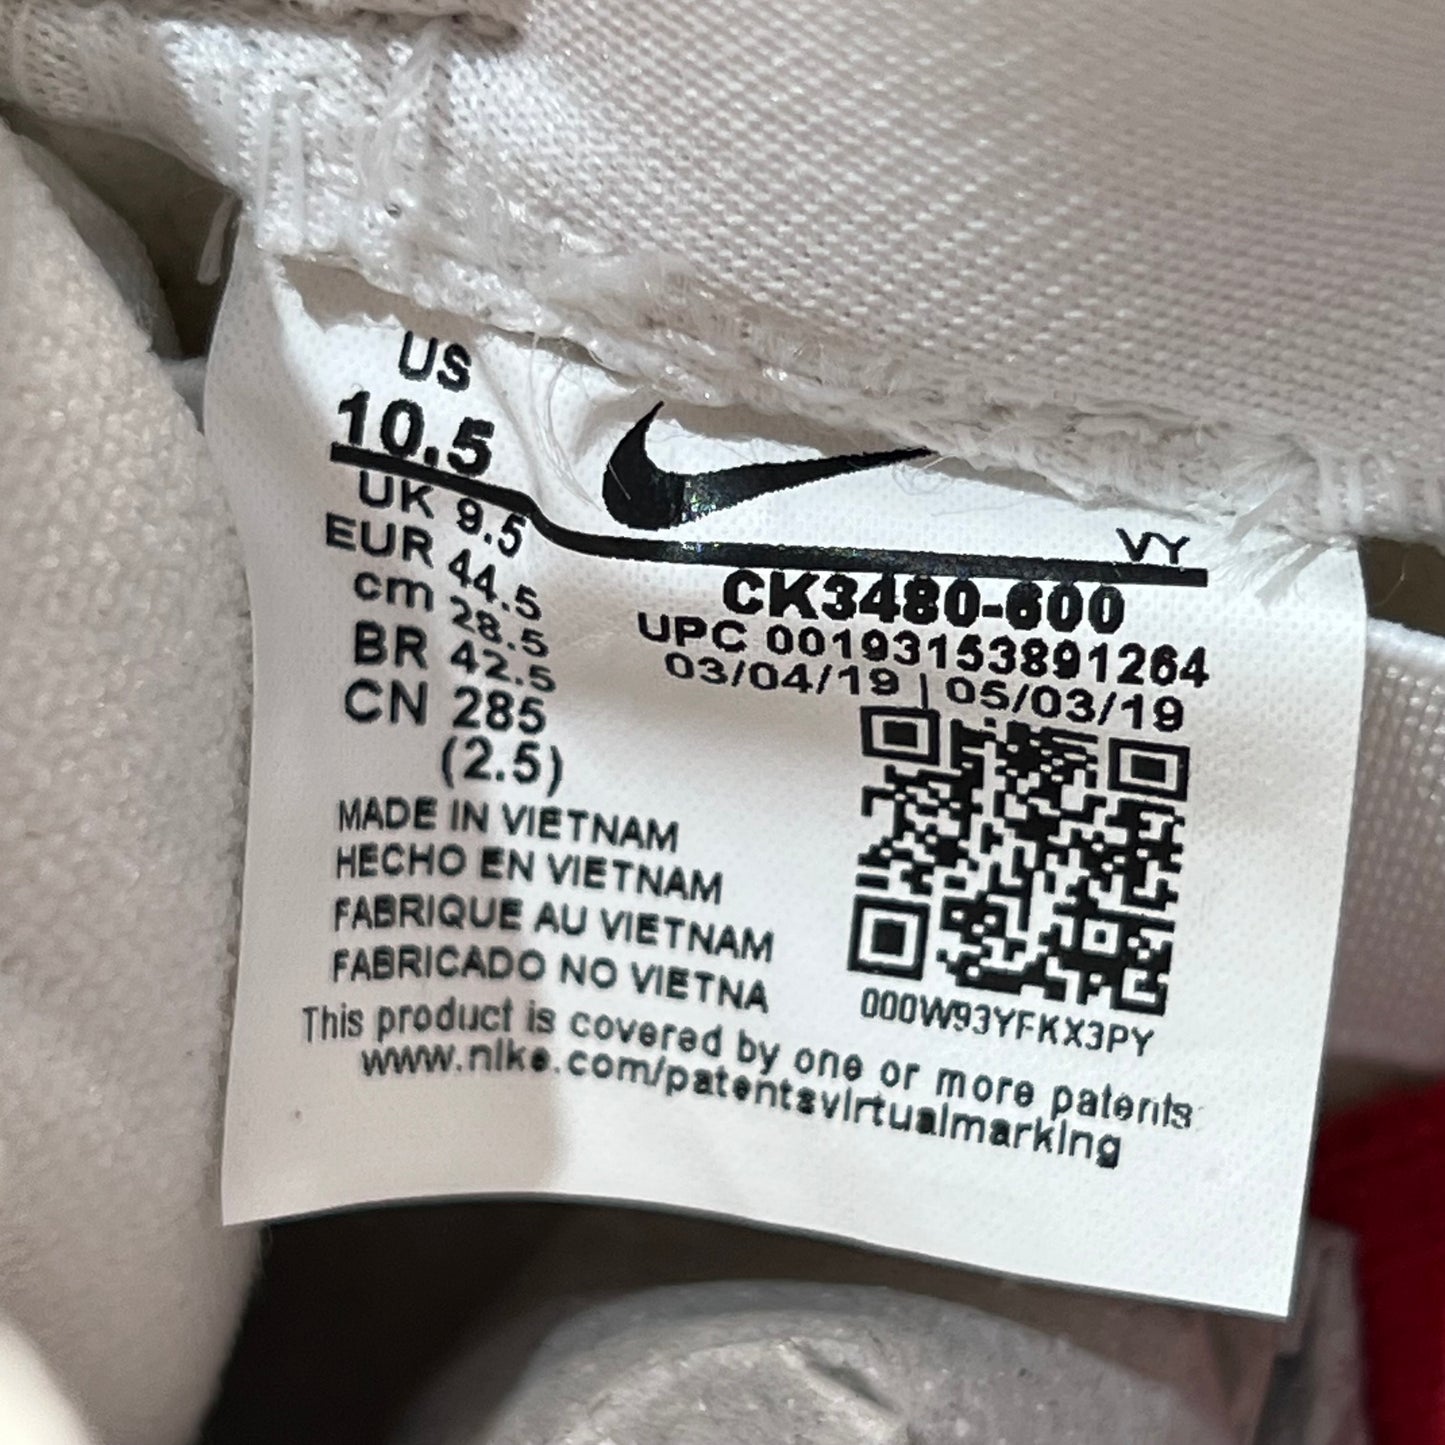 US
10.5
UK 9.5
EUR 44.5
cm 28.5
BR 42.5
CN 285
(2.5)
VY
CK3480-600
UPC 00193153891264
03/04/19 | 05/03/19
MADE IN VIETNAM
HECHO EN VIETNAM
FABRIQUE AU VIETNAM
FABRICADO NO VIETNA
000W93YFKX3PY
This product is covered by one or more patents
www.nike.com/patentsvirtualmarking